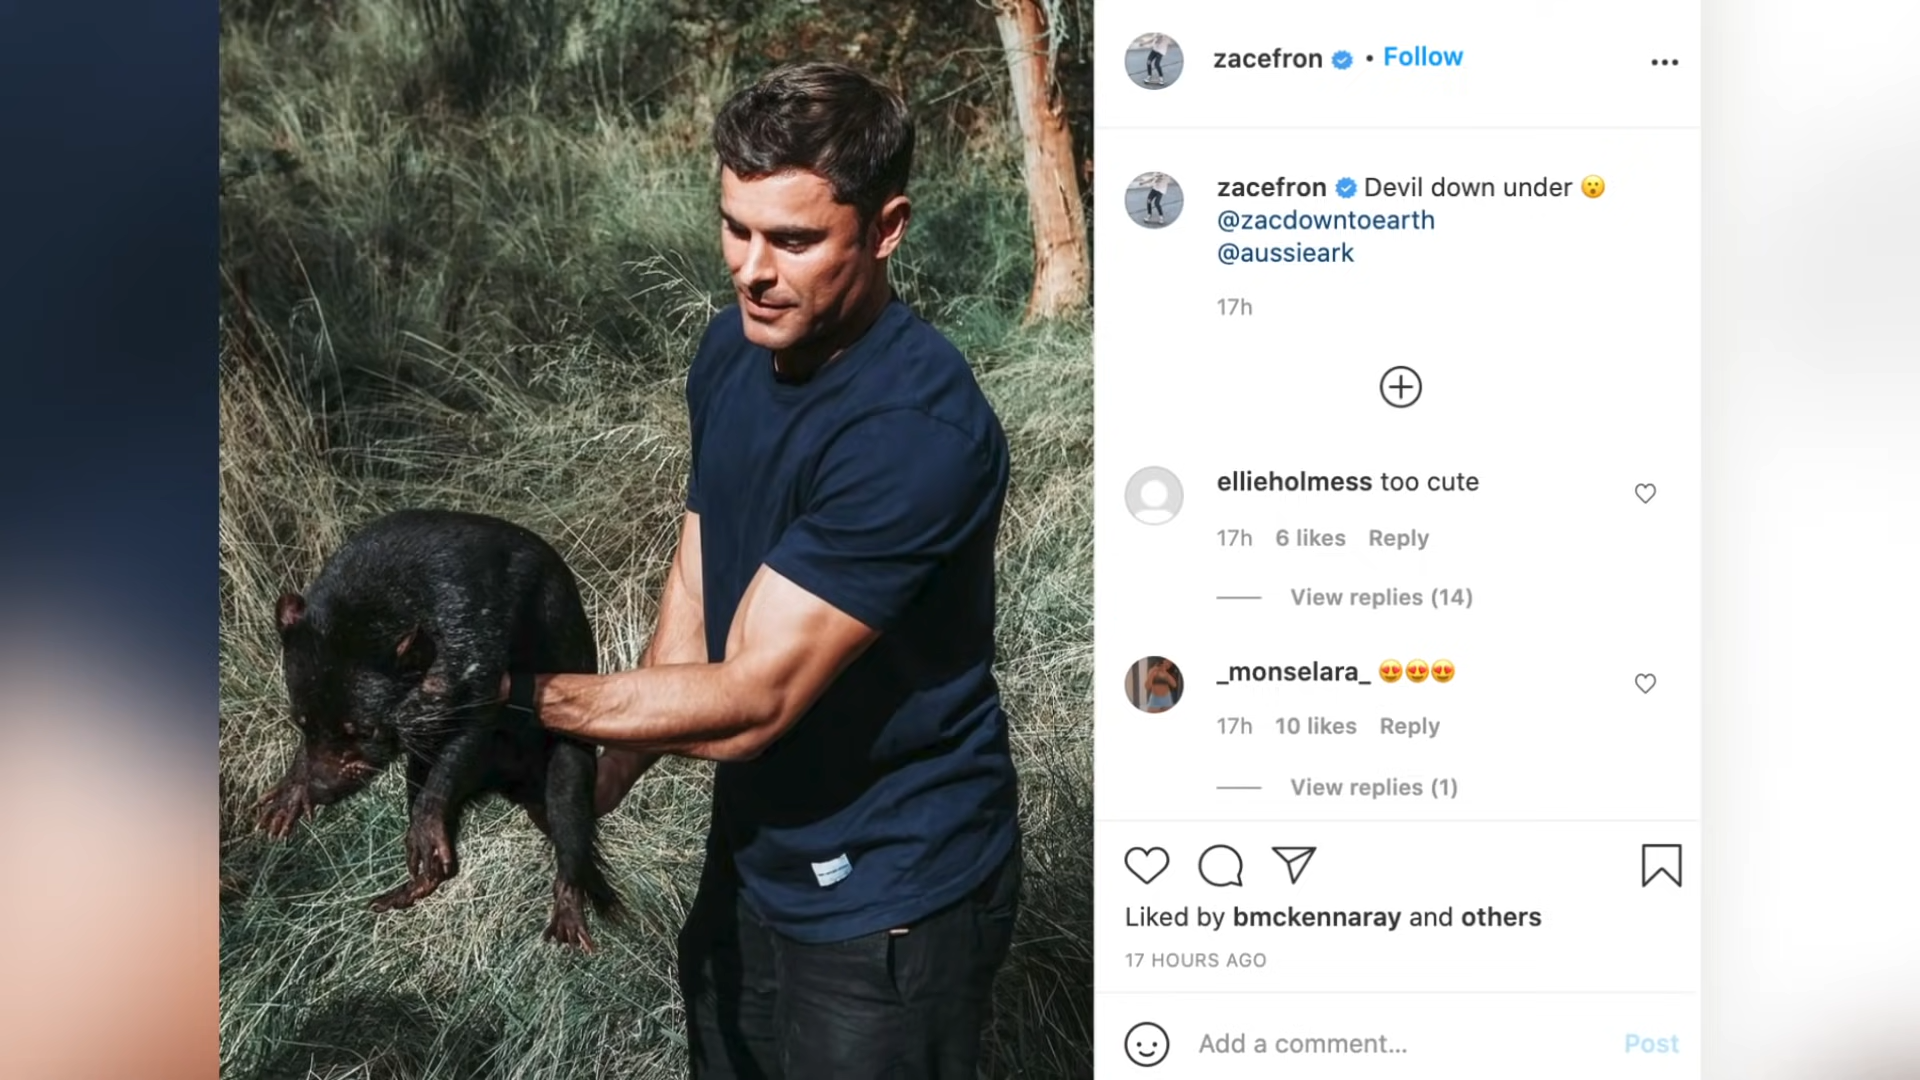 zacefron • Follow
zacefron Devil down under 😮
@zacdowntoearth
@aussieark
17h
ellieholmess too cute
17h 6 likes Reply
View replies (14)
_monselara_ 😍😍😍
17h 10 likes Reply
View replies (1)
Liked by bmckennaray and others
17 HOURS AGO
Add a comment... Post